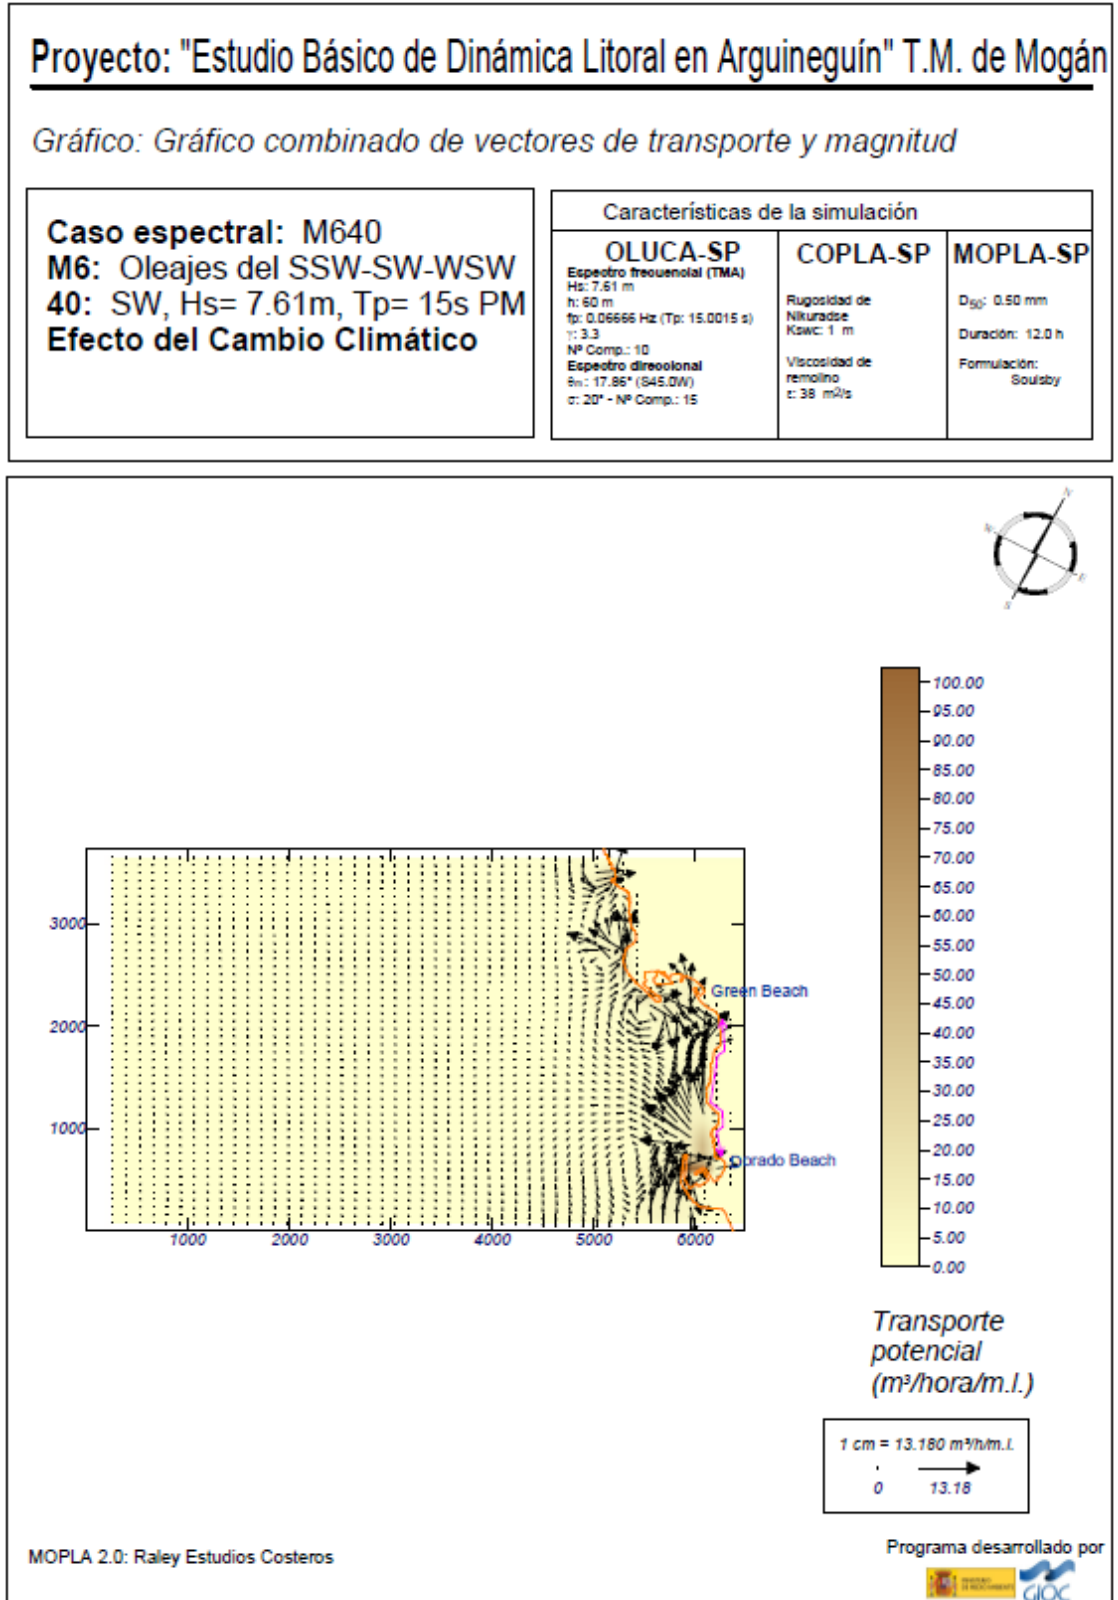 Proyecto: "Estudio Básico de Dinámica Litoral en Arguineguín" T.M. de Mogán
Gráfico: Gráfico combinado de vectores de transporte y magnitud
Caso espectral: M640
M6: Oleajes del SSW-SW-WSW
40: SW, Hs= 7.61m, Tp= 15s PM
Efecto del Cambio Climático
Características de la simulación
OLUCA-SP
Espectro frecuencial (TMA)
Hs: 7.61 m
h: 60 m
fp: 0.06666 Hz (Tp: 15.0015 s)
γ: 3.3
Nº Comp.: 10
Espectro direccional
θm: 17.86° (S45.0W)
σ: 20° - Nº Comp.: 15
COPLA-SP
Rugosidad de
Nikuradse
Kswc: 1 m
Viscosidad de
remolino
ε: 38 m2/s
MOPLA-SP
D50: 0.50 mm
Duración: 12.0 h
Formulación:
Soulsby
N
W
E
S
100.00
95.00
90.00
85.00
80.00
75.00
70.00
65.00
60.00
55.00
50.00
45.00
40.00
35.00
30.00
25.00
20.00
15.00
10.00
5.00
0.00
3000
2000
1000
Green Beach
Dorado Beach
1000 2000 3000 4000 5000 6000
Transporte
potencial
(m³/hora/m.l.)
1 cm = 13.180 m³/h/m.l.
0 13.18
MOPLA 2.0: Raley Estudios Costeros
Programa desarrollado por
GIOC